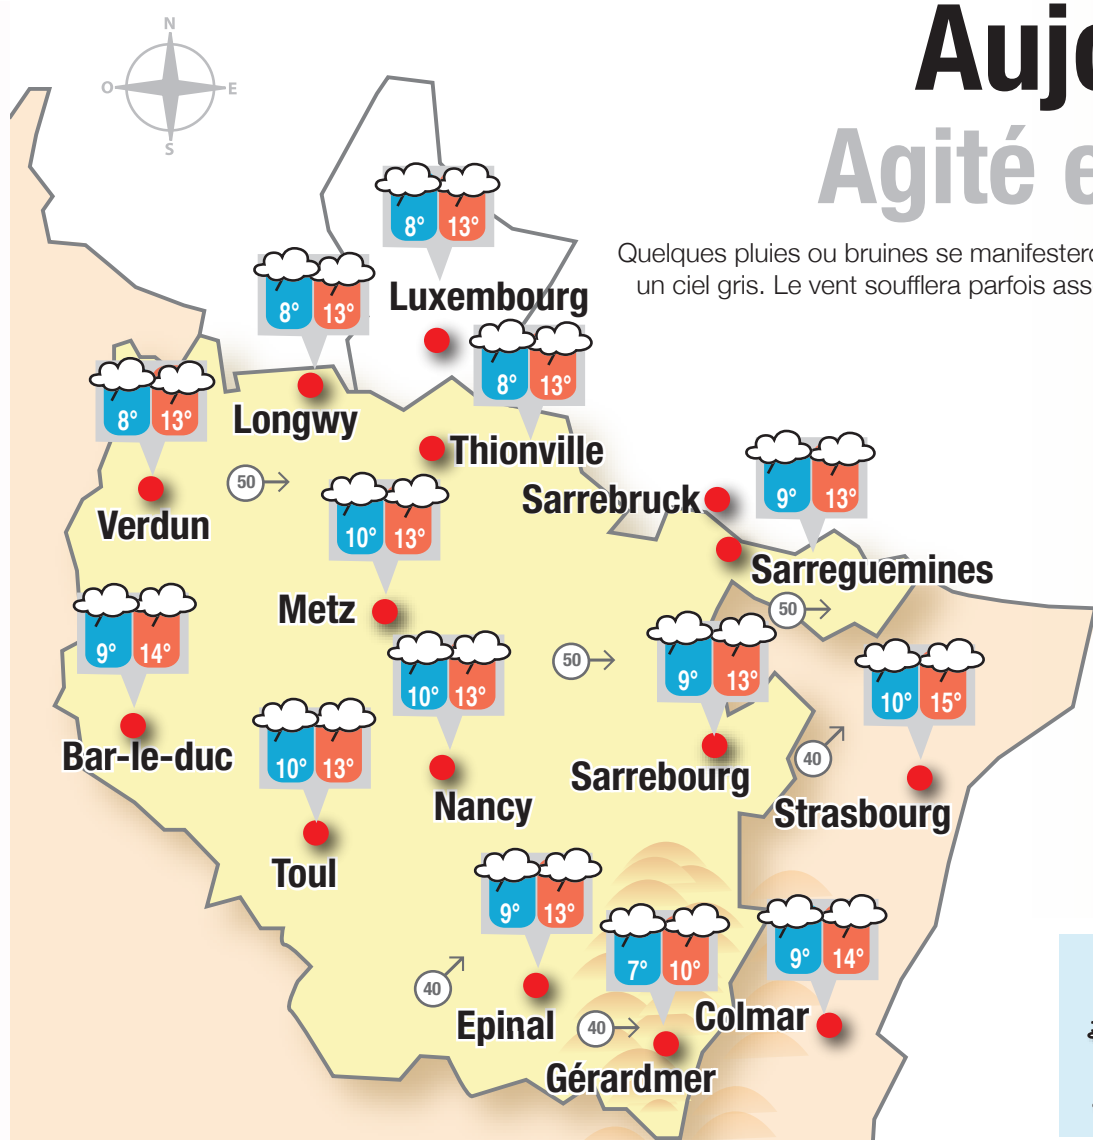 N
O E
S
Aujo
Agité e
Quelques pluies ou bruines se manifestero
un ciel gris. Le vent soufflera parfois ass
8° 13°
Luxembourg
8° 13°
Longwy
8° 13°
Thionville
8° 13°
Verdun
50
Sarrebruck
9° 13°
Sarreguemines
10° 13°
Metz
50
9° 14°
Bar-le-duc
10° 13°
Nancy
50
9° 13°
Sarrebourg
10° 15°
Strasbourg
40
10° 13°
Toul
9° 13°
Epinal
40
7° 10°
Gérardmer
40
9° 14°
Colmar